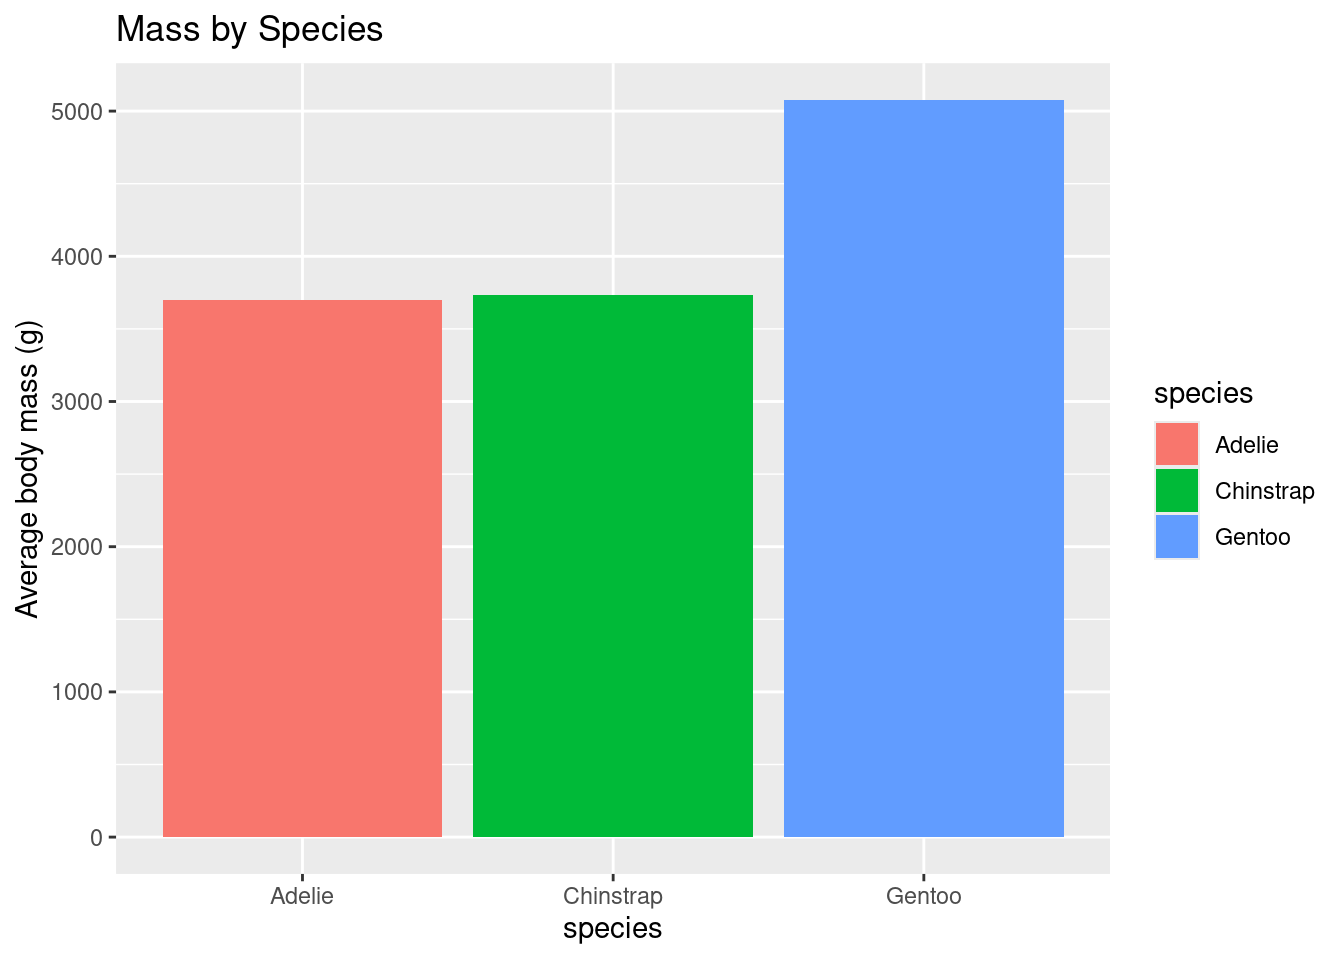 Mass by Species
Average body mass (g)
5000
4000
3000
2000
1000
0
Adelie
Chinstrap
Gentoo
species
species
Adelie
Chinstrap
Gentoo